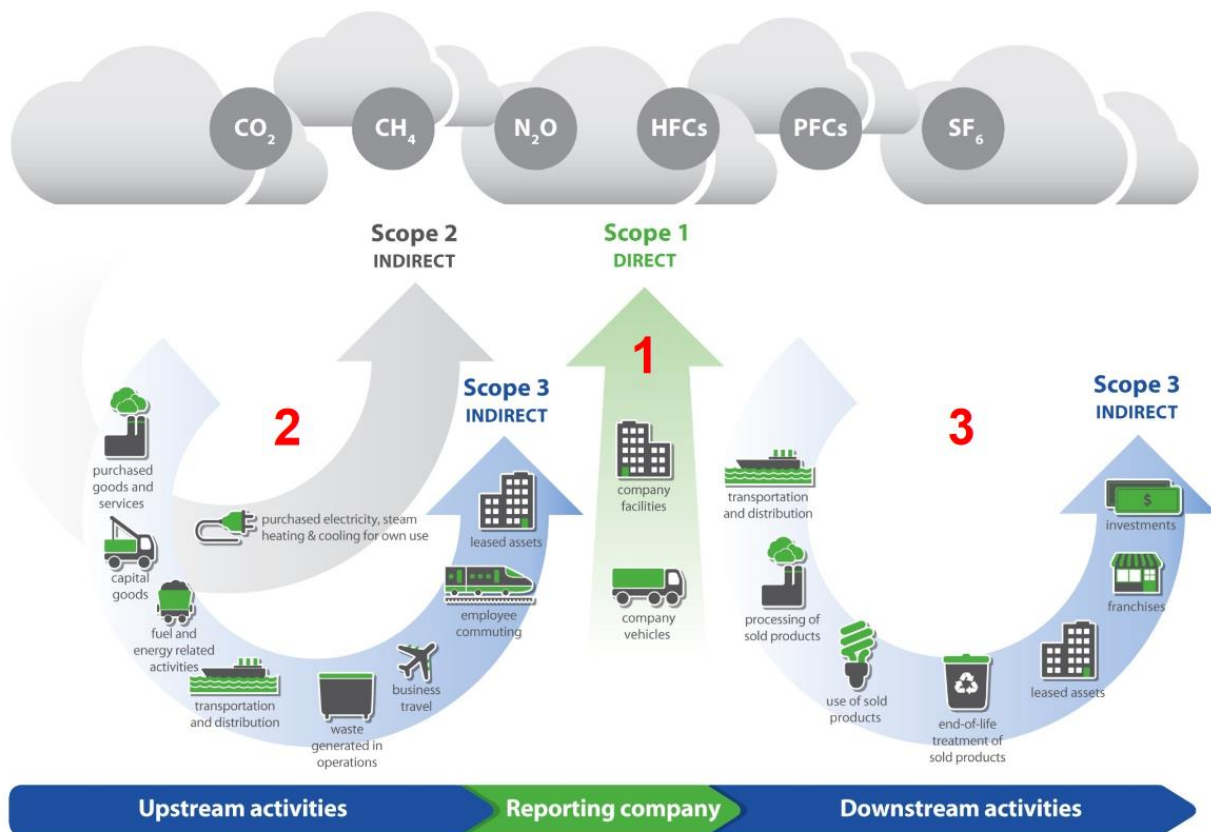 CO₂
CH₄
N₂O
HFCs
PFCs
SF₆
Scope 2
INDIRECT
Scope 1
DIRECT
1
2
Scope 3
INDIRECT
3
Scope 3
INDIRECT
purchased
goods and
services
capital
goods
fuel and
energy related
activities
purchased electricity, steam
heating & cooling for own use
transportation
and distribution
waste
generated in
operations
business
travel
employee
commuting
leased assets
company
facilities
company
vehicles
transportation
and distribution
processing of
sold products
use of sold
products
end-of-life
treatment of
sold products
leased assets
franchises
$
investments
Upstream activities
Reporting company
Downstream activities